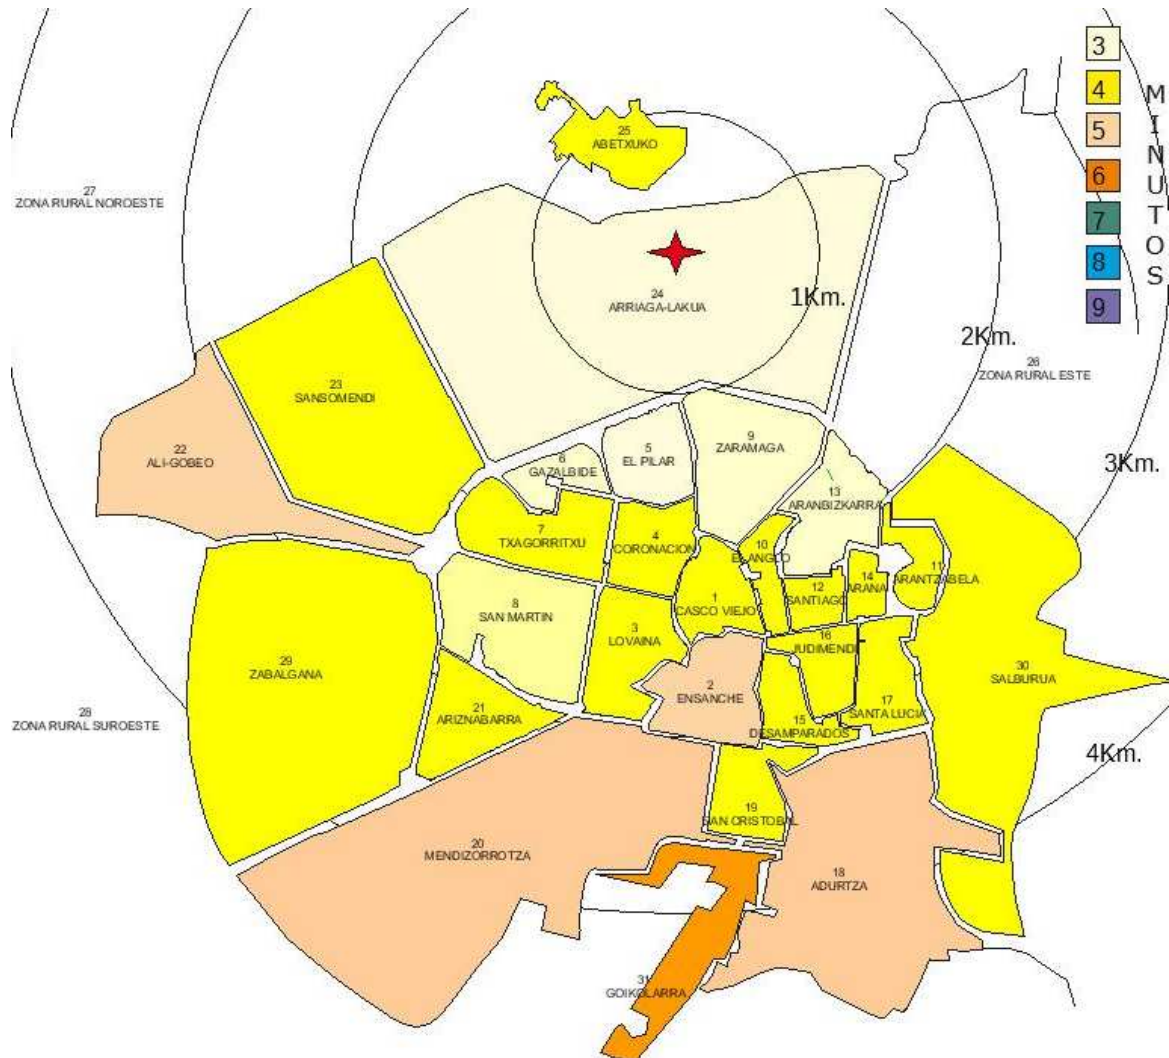 3
4
5
6
7
8
9
MINUTOS
25
ABETXUKO
27
ZONA RURAL NOROESTE
24
ARRIAGA-LAKUA
1Km.
2Km.
26
ZONA RURAL ESTE
23
SANSOMENDI
22
ALI-GOBEO
5
EL PILAR
9
ZARAMAGA
6
GAZALBIDE
3Km.
13
ARANBIZKARRA
7
TXAGORRITXU
4
CORONACION
10
EL ANGLO
11
ARANTZABELA
14
ARANA
12
SANTIAGO
1
CASCO VIEJO
8
SAN MARTIN
3
LOVAINA
16
JUDIMENDI
29
ZABALGANA
2
ENSANCHE
30
SALBURUA
28
ZONA RURAL SUROESTE
21
ARIZNABARRA
17
SANTA LUCIA
15
DESAMPARADOS
4Km.
19
SAN CRISTOBAL
20
MENDIZORROTZA
18
ADURTZA
31
GOIKOLARRA